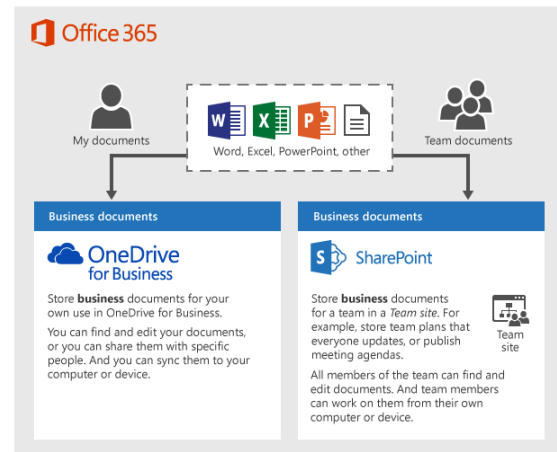 Office 365
W
X
P
My documents
Word, Excel, PowerPoint, other
Team documents
Business documents
OneDrive
for Business
Store business documents for your
own use in OneDrive for Business.
You can find and edit your documents,
or you can share them with specific
people. And you can sync them to your
computer or device.
Business documents
S
SharePoint
Store business documents
for a team in a Team site. For
example, store team plans that
everyone updates, or publish
meeting agendas.
Team
site
All members of the team can find and
edit documents. And team members
can work on them from their own
computer or device.